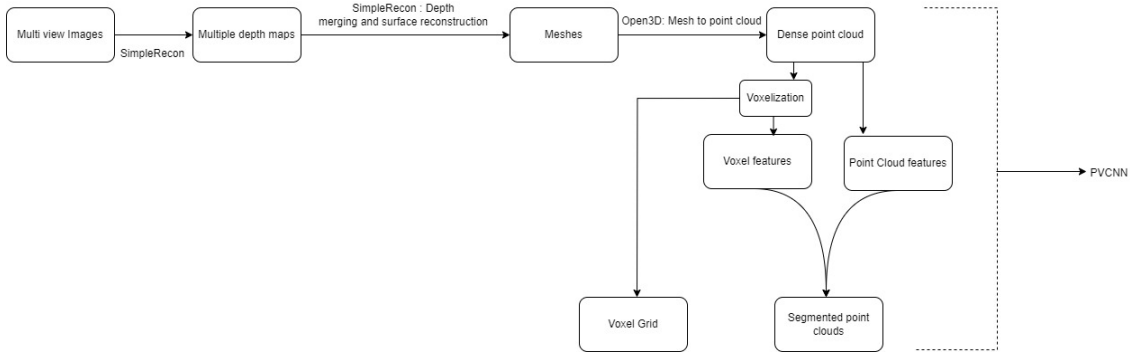 SimpleRecon : Depth
merging and surface reconstruction
Open3D: Mesh to point cloud
Multi view Images
SimpleRecon
Multiple depth maps
Meshes
Dense point cloud
Voxelization
Voxel features
Point Cloud features
PVCNN
Voxel Grid
Segmented point
clouds